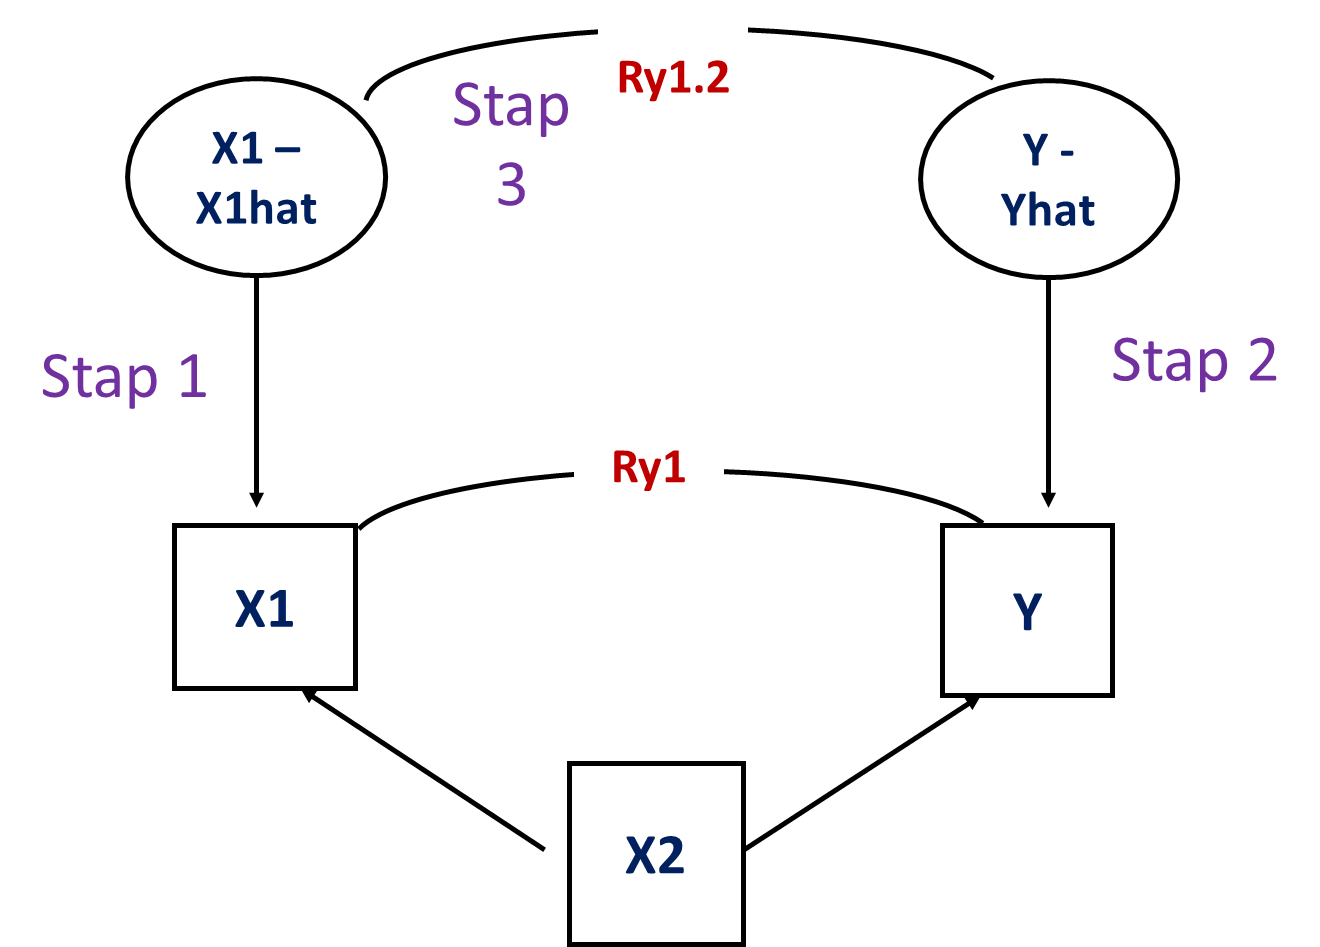 Ry1.2
Stap
3
X1 –
X1hat
Y -
Yhat
Stap 1
Stap 2
Ry1
X1
Y
X2